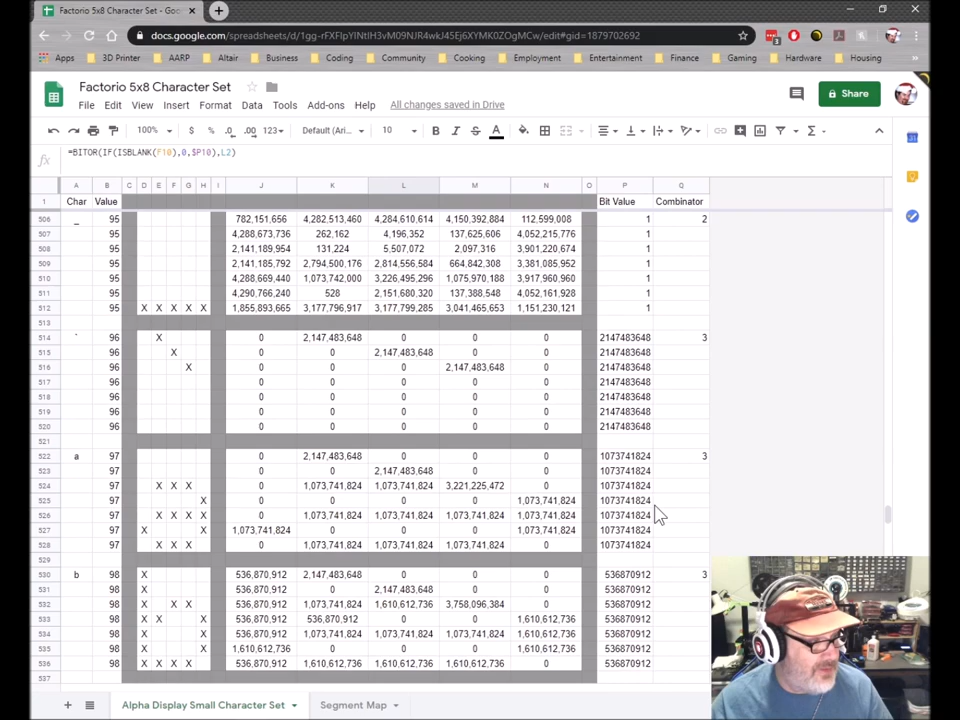 Factorio 5x8 Character Set - Goo
docs.google.com/spreadsheets/d/1gg-rFXFlpYINtIH3vM09NJR4wkJ45Ej6XYMK0ZOgMCw/edit#gid=1879702692
Apps 3D Printer AARP Altair Business Coding Community Cooking Employment Entertainment Finance Gaming Hardware Housing »
Factorio 5x8 Character Set
File Edit View Insert Format Data Tools Add-ons Help All changes saved in Drive
Share
100% $ % .0 .00 123 Default (Ari... 10 B I S A
fx =BITOR(IF(ISBLANK(F10),0,$P10),L2)
A B C D E F G H I J K L M N O P Q
1 Char Value Bit Value Combinator
506 _ 95 782,151,656 4,282,513,460 4,284,610,614 4,150,392,884 112,599,008 1 2
507 95 4,288,673,736 262,162 4,196,352 137,625,606 4,052,215,776 1
508 95 2,141,189,954 131,224 5,507,072 2,097,316 3,901,220,674 1
509 95 2,141,185,792 2,794,500,176 2,814,556,584 664,842,308 3,381,085,952 1
510 95 4,288,669,440 1,073,742,000 3,226,495,296 1,075,970,188 3,917,960,960 1
511 95 4,290,766,240 528 2,151,680,320 137,388,548 4,052,161,928 1
512 95 X X X X X 1,855,893,665 3,177,796,917 3,177,799,285 3,041,465,653 1,151,230,121 1
513
514 ` 96 X 0 2,147,483,648 0 0 0 2147483648 3
515 96 X 0 0 2,147,483,648 0 0 2147483648
516 96 X 0 0 0 2,147,483,648 0 2147483648
517 96 0 0 0 0 0 2147483648
518 96 0 0 0 0 0 2147483648
519 96 0 0 0 0 0 2147483648
520 96 0 0 0 0 0 2147483648
521
522 a 97 0 2,147,483,648 0 0 0 1073741824 3
523 97 0 0 2,147,483,648 0 0 1073741824
524 97 X X X 0 1,073,741,824 1,073,741,824 3,221,225,472 0 1073741824
525 97 X 0 0 0 0 1,073,741,824 1073741824
526 97 X X X X 0 1,073,741,824 1,073,741,824 1,073,741,824 1,073,741,824 1073741824
527 97 X X 1,073,741,824 0 0 0 1,073,741,824 1073741824
528 97 X X X 0 1,073,741,824 1,073,741,824 1,073,741,824 0 1073741824
529
530 b 98 X 536,870,912 2,147,483,648 0 0 0 536870912 3
531 98 X 536,870,912 0 2,147,483,648 0 0 536870912
532 98 X X X 536,870,912 1,073,741,824 1,610,612,736 3,758,096,384 0 536870912
533 98 X X X 536,870,912 536,870,912 0 0 1,610,612,736 536870912
534 98 X X 536,870,912 1,073,741,824 1,073,741,824 1,073,741,824 1,610,612,736 536870912
535 98 X X 1,610,612,736 0 0 0 1,610,612,736 536870912
536 98 X X X X 536,870,912 1,610,612,736 1,610,612,736 1,610,612,736 0 536870912
537
Alpha Display Small Character Set Segment Map